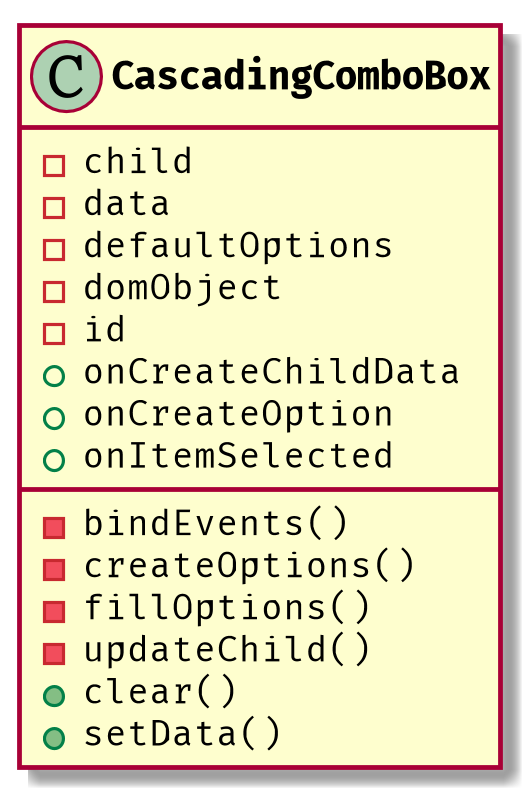 C CascadingComboBox
child
data
defaultOptions
domObject
id
onCreateChildData
onCreateOption
onItemSelected
bindEvents()
createOptions()
fillOptions()
updateChild()
clear()
setData()